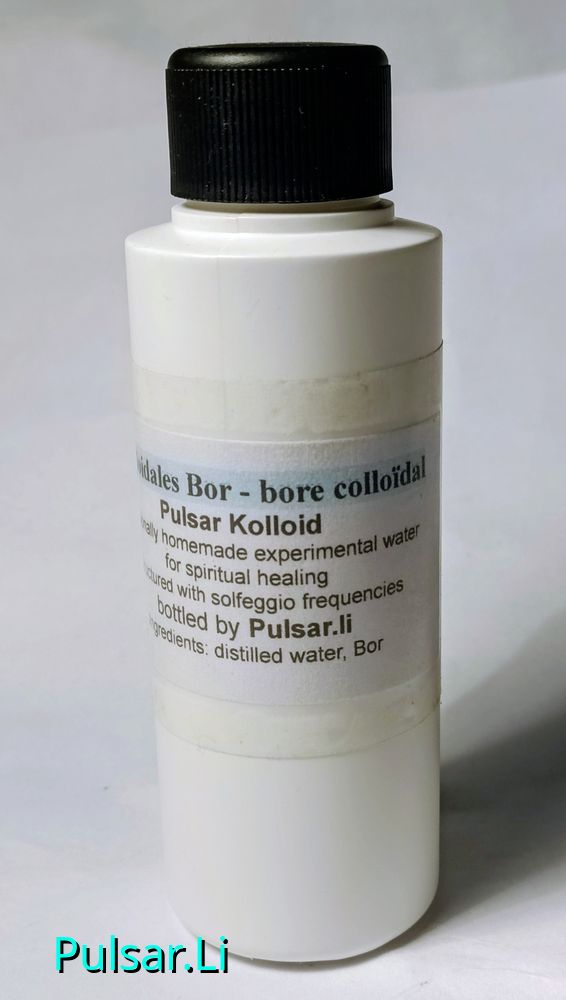 Bor - bore colloïdal
Pulsar Kolloid
homemade experimental water
for spiritual healing
with solfeggio frequencies
bottled by Pulsar.li
distilled water, Bor
Pulsar.Li